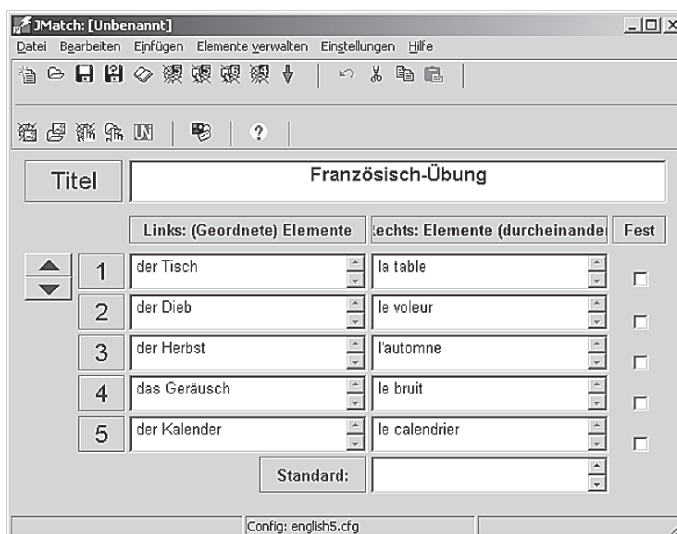 JMatch: [Unbenannt]
Datei Bearbeiten Einfügen Elemente verwalten Einstellungen Hilfe
Titel Französisch-Übung
Links: (Geordnete) Elemente echts: Elemente (durcheinander Fest
1 der Tisch la table
2 der Dieb le voleur
3 der Herbst l'automne
4 das Geräusch le bruit
5 der Kalender le calendrier
Standard:
Config: english5.cfg